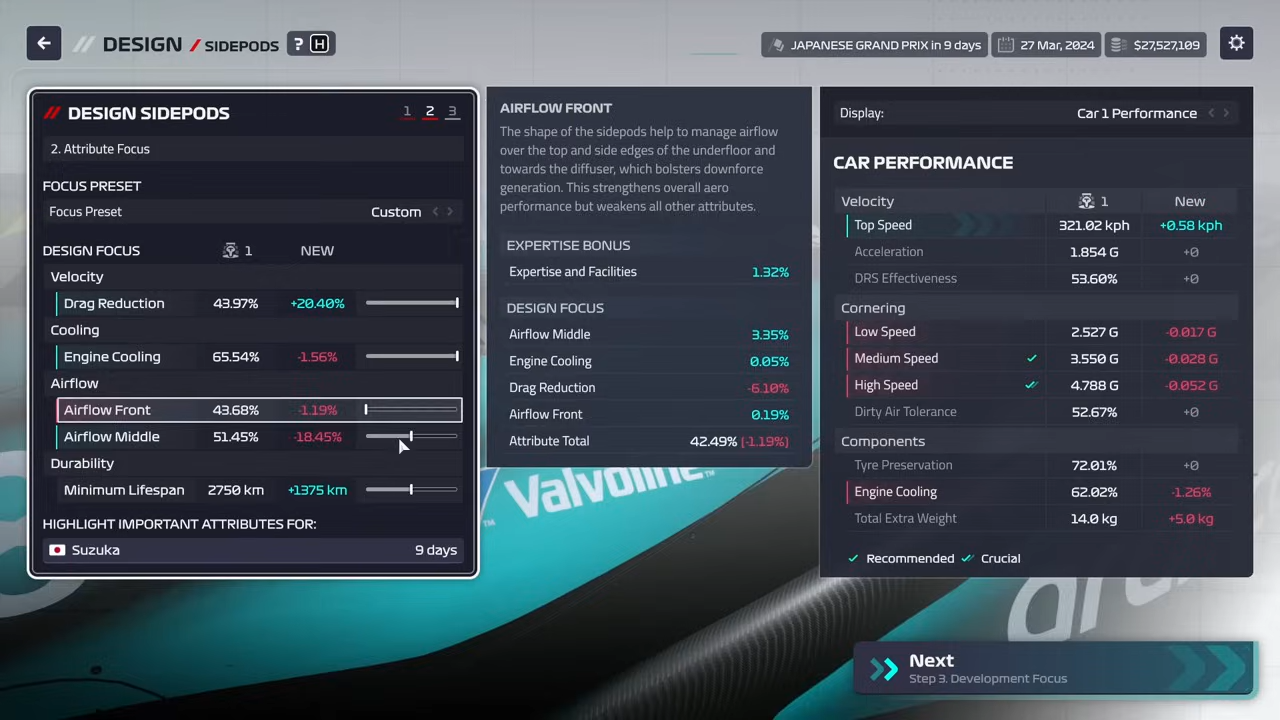 DESIGN / SIDEPODS ? H
JAPANESE GRAND PRIX in 9 days
27 Mar, 2024
$27,527,109
DESIGN SIDEPODS
1 2 3
2. Attribute Focus
FOCUS PRESET
Focus Preset Custom
DESIGN FOCUS 1 NEW
Velocity
Drag Reduction 43.97% +20.40%
Cooling
Engine Cooling 65.54% -1.56%
Airflow
Airflow Front 43.68% -1.19%
Airflow Middle 51.45% -18.45%
Durability
Minimum Lifespan 2750 km +1375 km
HIGHLIGHT IMPORTANT ATTRIBUTES FOR:
Suzuka 9 days
AIRFLOW FRONT
The shape of the sidepods help to manage airflow
over the top and side edges of the underfloor and
towards the diffuser, which bolsters downforce
generation. This strengthens overall aero
performance but weakens all other attributes.
EXPERTISE BONUS
Expertise and Facilities 1.32%
DESIGN FOCUS
Airflow Middle 3.35%
Engine Cooling 0.05%
Drag Reduction -6.10%
Airflow Front 0.19%
Attribute Total 42.49% (-1.19%)
Valvoline™
Display: Car 1 Performance
CAR PERFORMANCE
Velocity 1 New
Top Speed 321.02 kph +0.58 kph
Acceleration 1.854 G +0
DRS Effectiveness 53.60% +0
Cornering
Low Speed 2.527 G -0.017 G
Medium Speed 3.550 G -0.028 G
High Speed 4.788 G -0.052 G
Dirty Air Tolerance 52.67% +0
Components
Tyre Preservation 72.01% +0
Engine Cooling 62.02% -1.26%
Total Extra Weight 14.0 kg +5.0 kg
Recommended Crucial
Next
Step 3. Development Focus